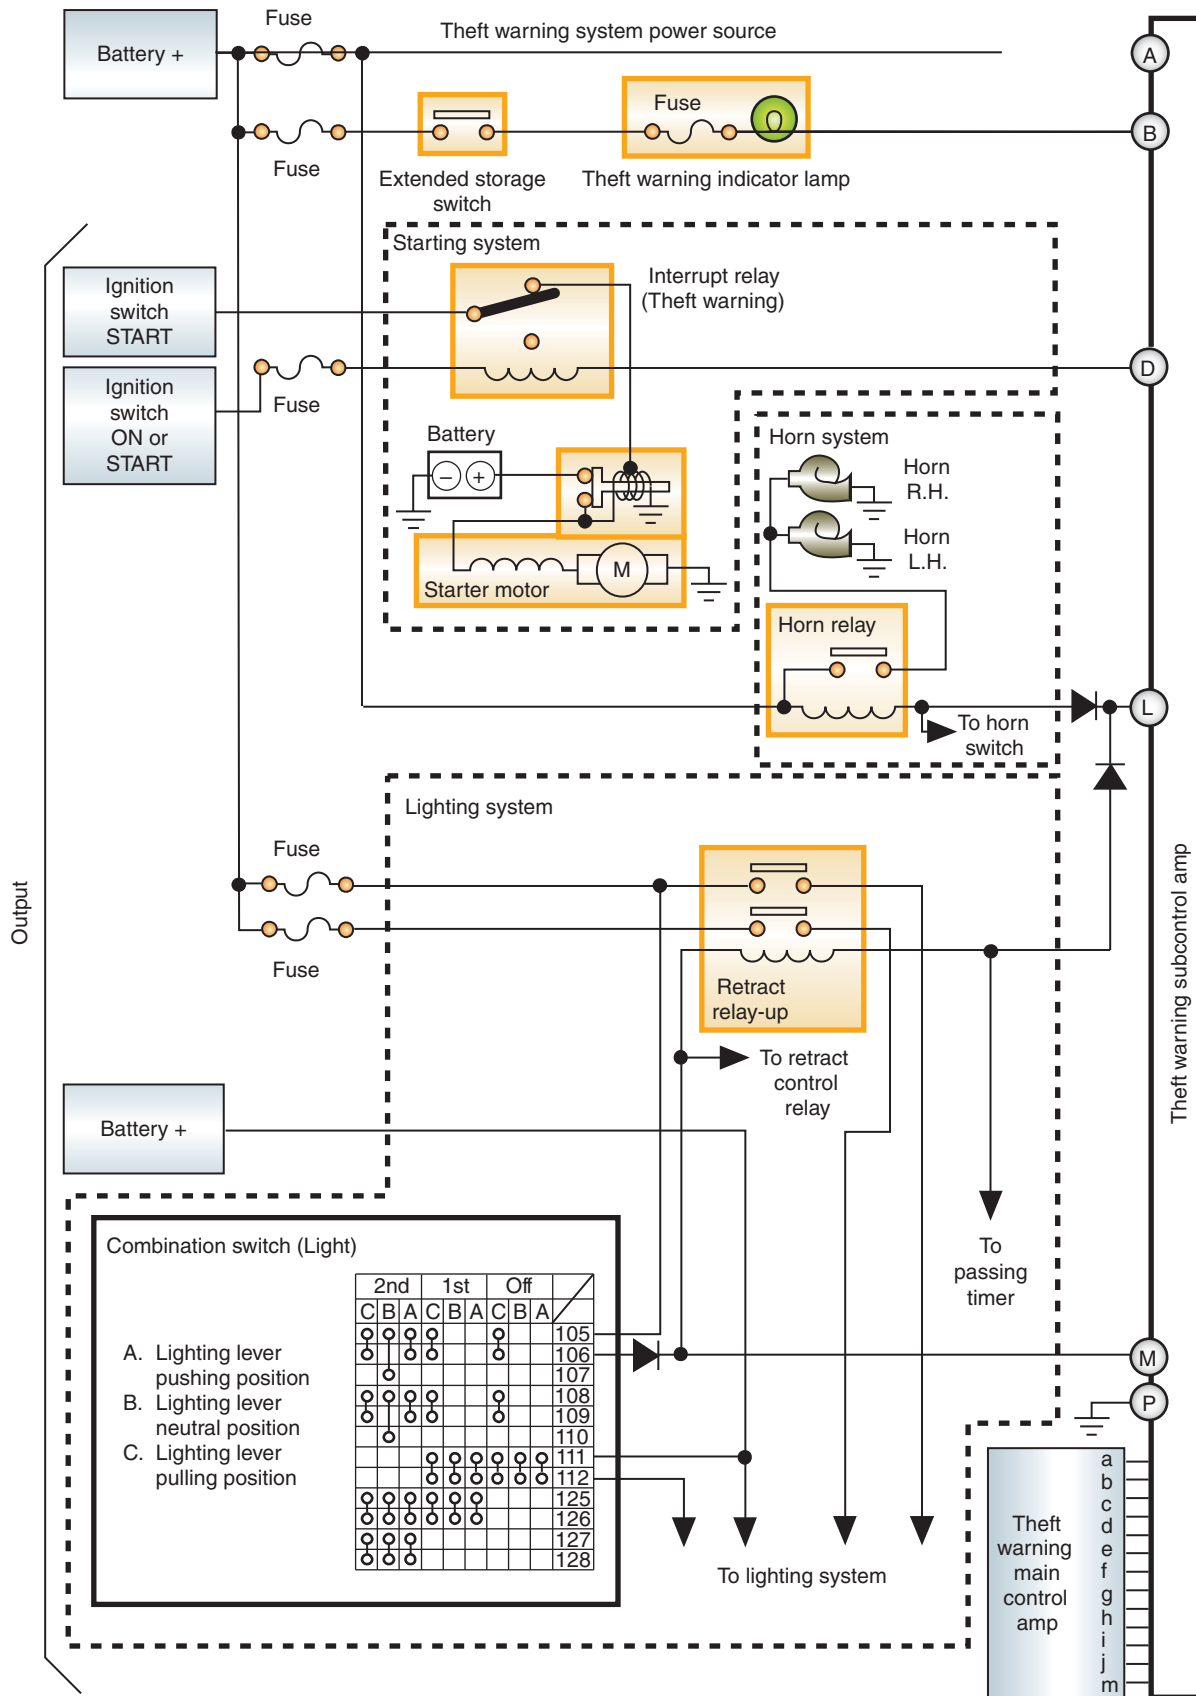 Fuse
Theft warning system power source
Battery +
A
Fuse
B
Fuse
Extended storage
switch
Theft warning indicator lamp
Starting system
Interrupt relay
(Theft warning)
Ignition
switch
START
Ignition
switch
ON or
START
Fuse
D
Battery
− +
Starter motor
M
Horn system
Horn
R.H.
Horn
L.H.
Horn relay
To horn
switch
L
Lighting system
Fuse
Fuse
Retract
relay-up
To retract
control
relay
Output
Theft warning subcontrol amp
Battery +
To
passing
timer
Combination switch (Light)
2nd 1st Off
C B A C B A C B A
105
106
107
108
109
110
111
112
125
126
127
128
A. Lighting lever
pushing position
B. Lighting lever
neutral position
C. Lighting lever
pulling position
To lighting system
M
P
Theft
warning
main
control
amp
a
b
c
d
e
f
g
h
i
j
m